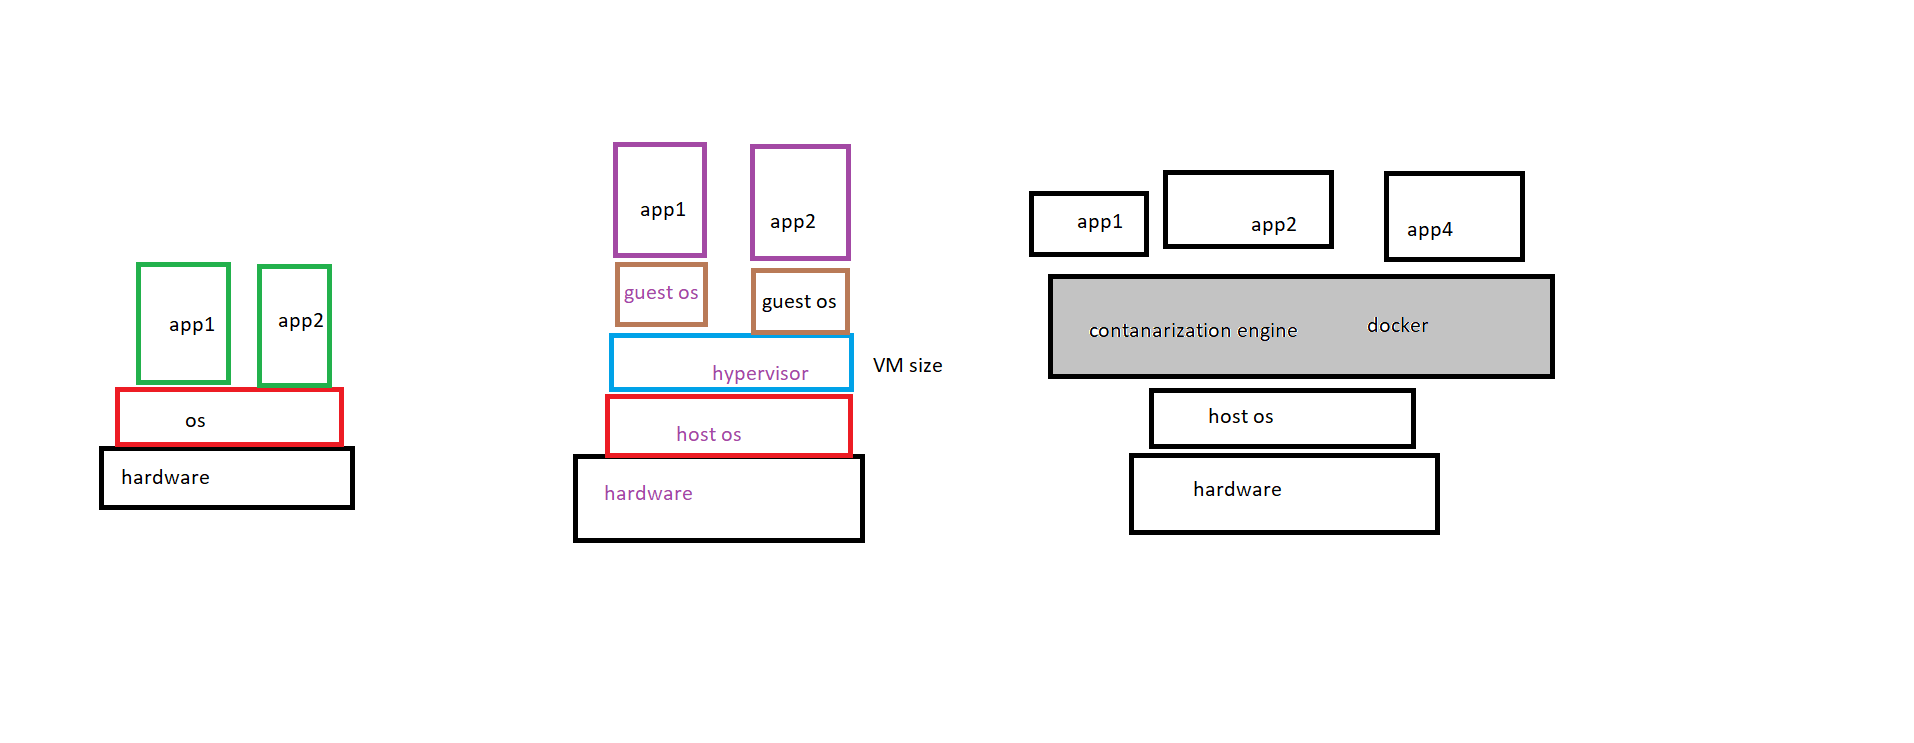 app1
app2
os
hardware
app1
app2
guest os
guest os
hypervisor
VM size
host os
hardware
app1
app2
app4
contanarization engine
docker
host os
hardware